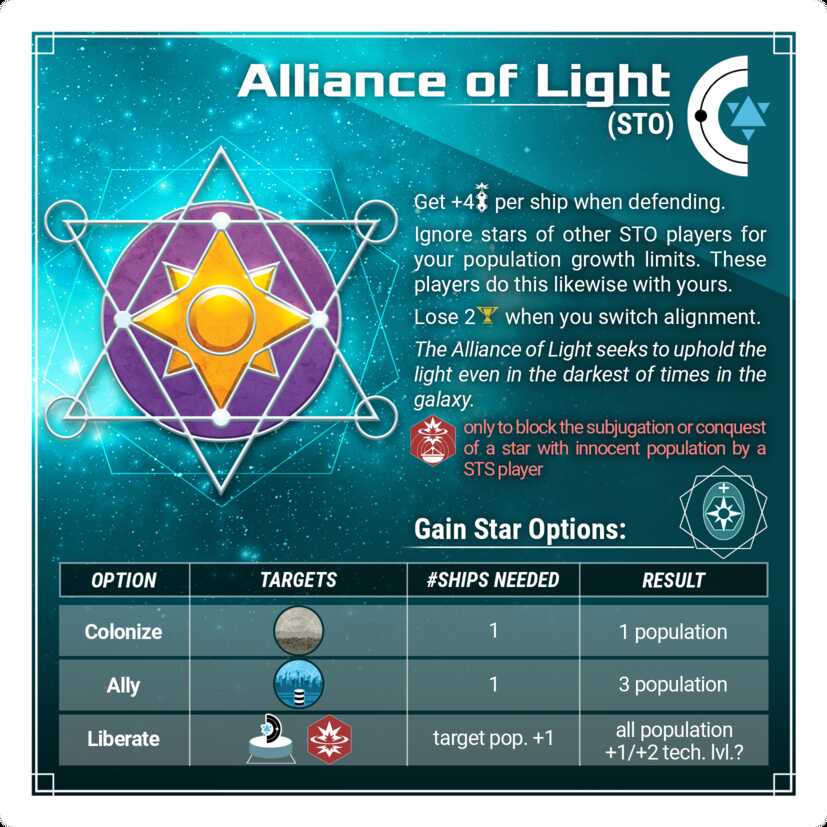 Alliance of Light
(STO)
Get +4 per ship when defending.
Ignore stars of other STO players for
your population growth limits. These
players do this likewise with yours.
Lose 2 when you switch alignment.
The Alliance of Light seeks to uphold the
light even in the darkest of times in the
galaxy.
only to block the subjugation or conquest
of a star with innocent population by a
STS player
Gain Star Options:
OPTION TARGETS #SHIPS NEEDED RESULT
Colonize 1 1 population
Ally 1 3 population
Liberate target pop. +1 all population
+1/+2 tech. lvl.?